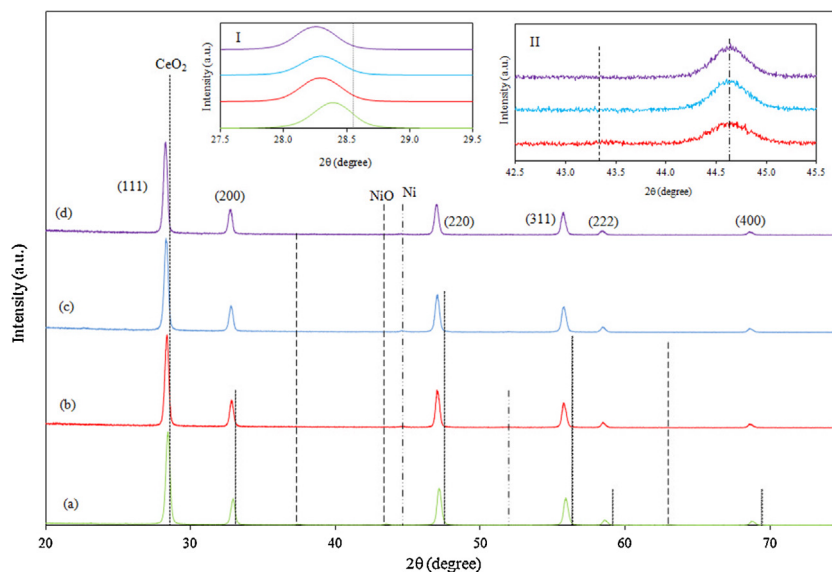 I
Intensity (a.u.)
27.5 28.0 28.5 29.0 29.5
2θ (degree)
II
Intensity (a.u.)
42.5 43.0 43.5 44.0 44.5 45.0 45.5
2θ (degree)
CeO₂
(111)
(200)
NiO
Ni
(220)
(311)
(222)
(400)
(d)
(c)
(b)
(a)
Intensity (a.u.)
20 30 40 50 60 70
2θ (degree)